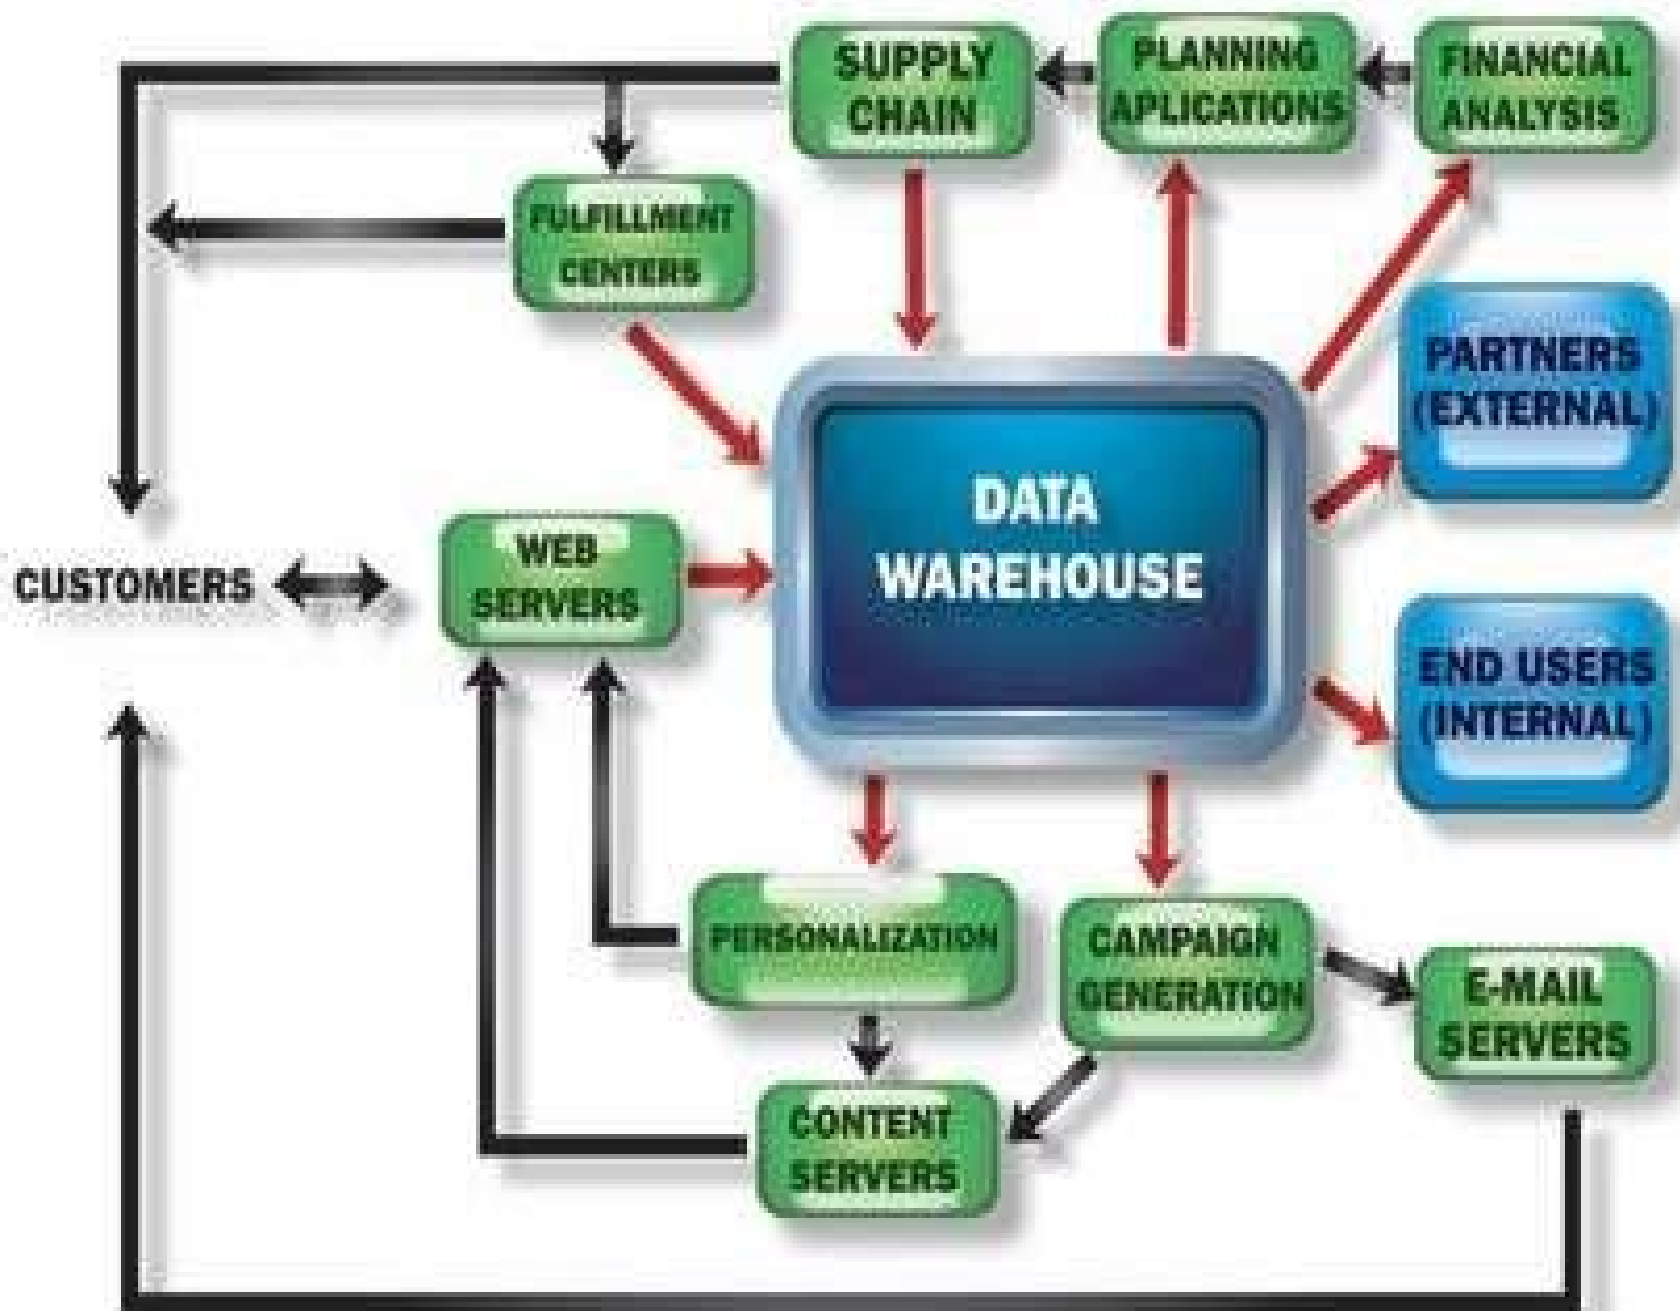 SUPPLY
CHAIN
PLANNING
APLICATIONS
FINANCIAL
ANALYSIS
FULFILLMENT
CENTERS
PARTNERS
(EXTERNAL)
DATA
WAREHOUSE
CUSTOMERS
WEB
SERVERS
END USERS
(INTERNAL)
PERSONALIZATION
CAMPAIGN
GENERATION
E-MAIL
SERVERS
CONTENT
SERVERS